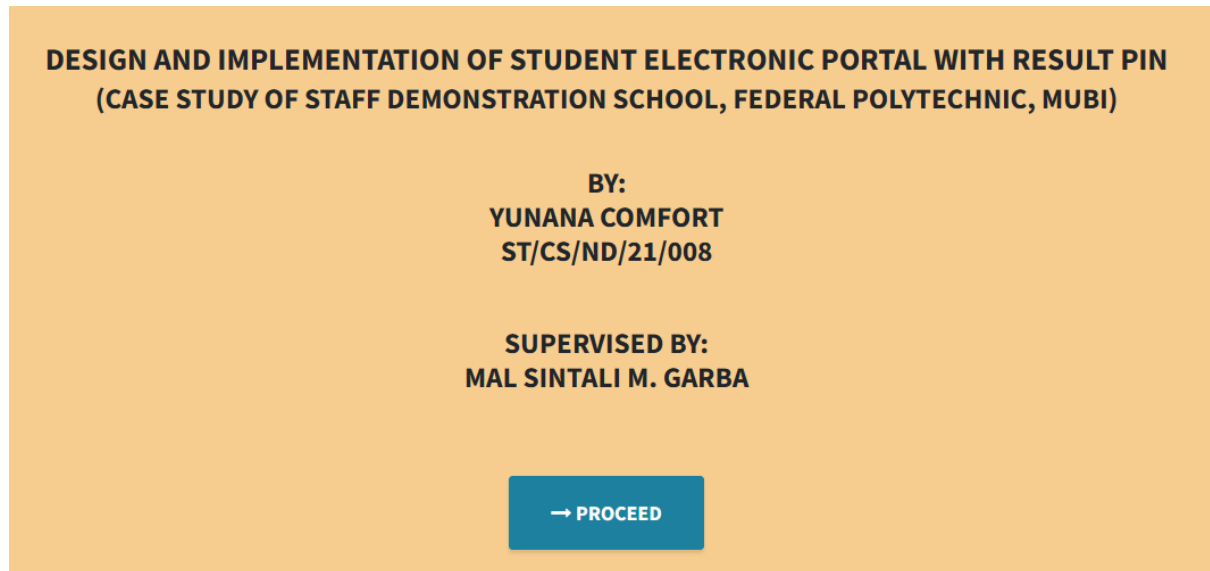 DESIGN AND IMPLEMENTATION OF STUDENT ELECTRONIC PORTAL WITH RESULT PIN
(CASE STUDY OF STAFF DEMONSTRATION SCHOOL, FEDERAL POLYTECHNIC, MUBI)
BY:
YUNANA COMFORT
ST/CS/ND/21/008
SUPERVISED BY:
MAL SINTALI M. GARBA
→ PROCEED